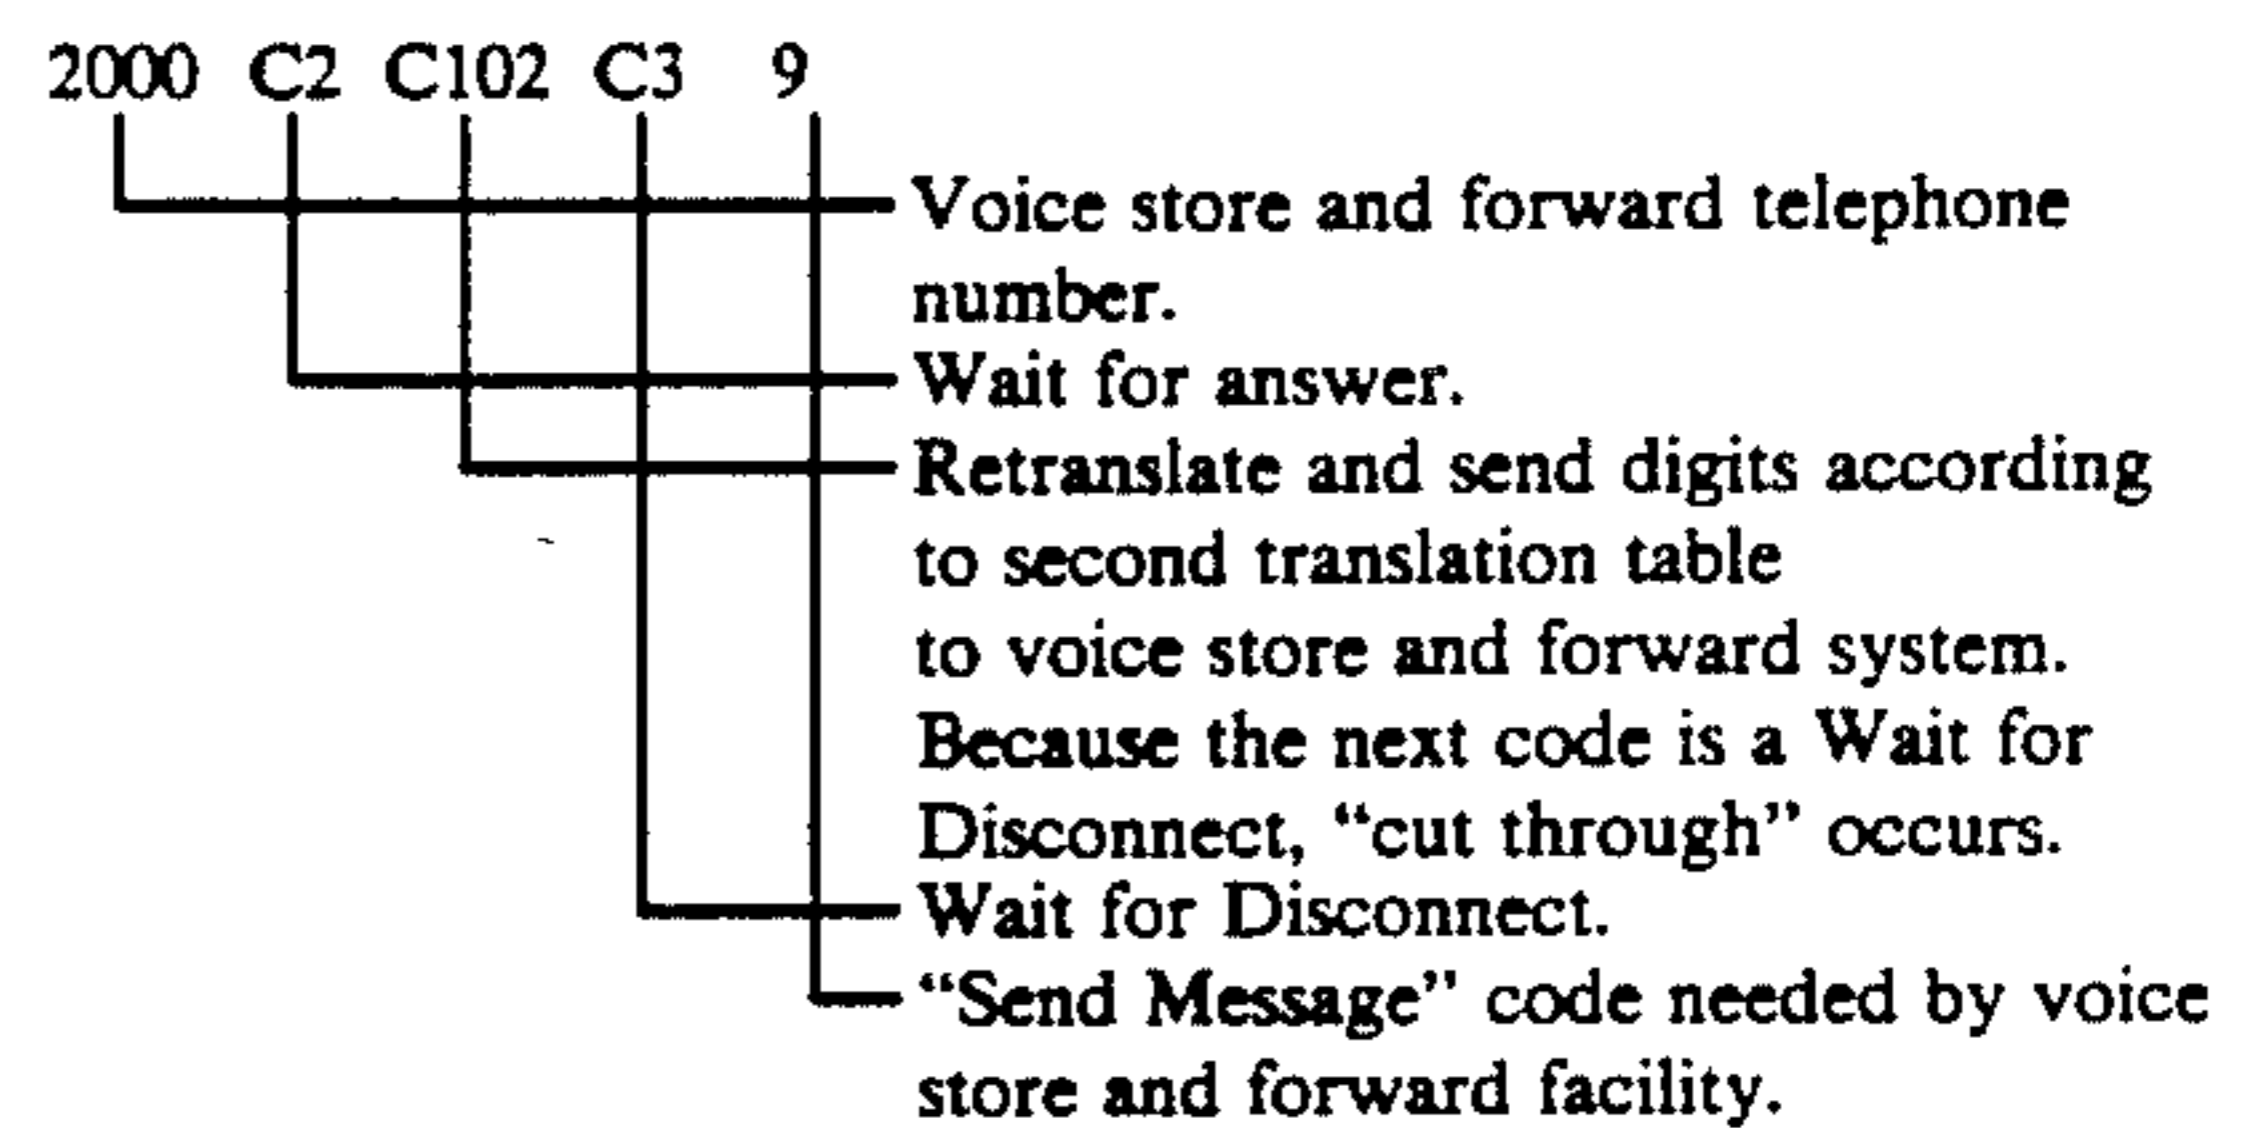 2000 C2 C102 C3 9
Voice store and forward telephone
number.
Wait for answer.
Retranslate and send digits according
to second translation table
to voice store and forward system.
Because the next code is a Wait for
Disconnect, “cut through” occurs.
Wait for Disconnect.
“Send Message” code needed by voice
store and forward facility.